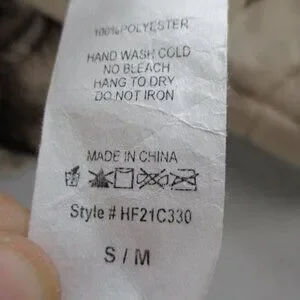 100% POLYESTER
HAND WASH COLD
NO BLEACH
HANG TO DRY
DO NOT IRON
MADE IN CHINA
Style # HF21C330
S / M